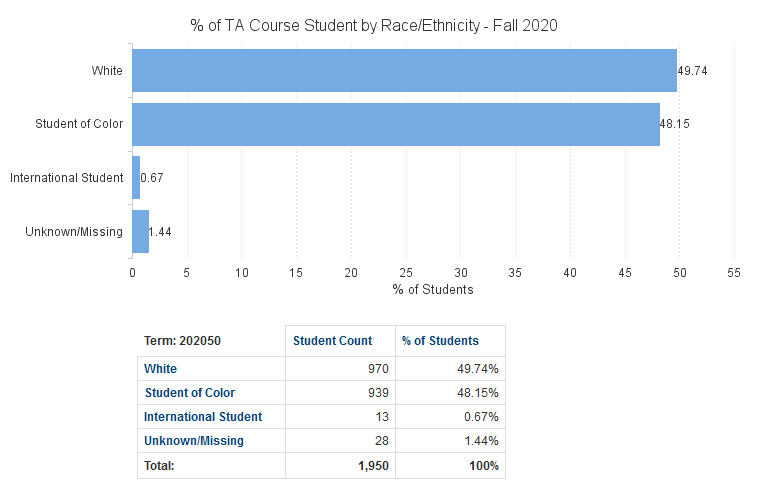 % of TA Course Student by Race/Ethnicity - Fall 2020
White 49.74
Student of Color 48.15
International Student 0.67
Unknown/Missing 1.44
0 5 10 15 20 25 30 35 40 45 50 55
% of Students
Term: 202050 Student Count % of Students
White 970 49.74%
Student of Color 939 48.15%
International Student 13 0.67%
Unknown/Missing 28 1.44%
Total: 1,950 100%